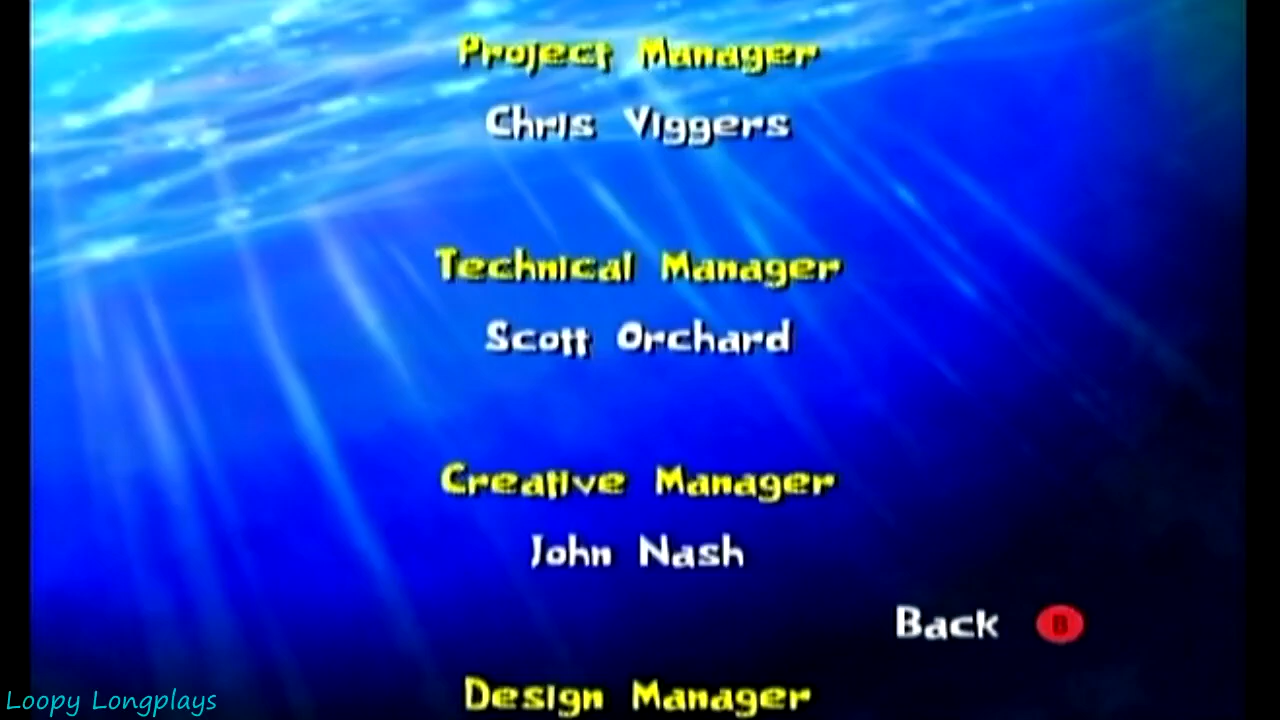 Project Manager
Chris Viggers
Technical Manager
Scott Orchard
Creative Manager
John Nash
Back B
Design Manager
Loopy Longplays